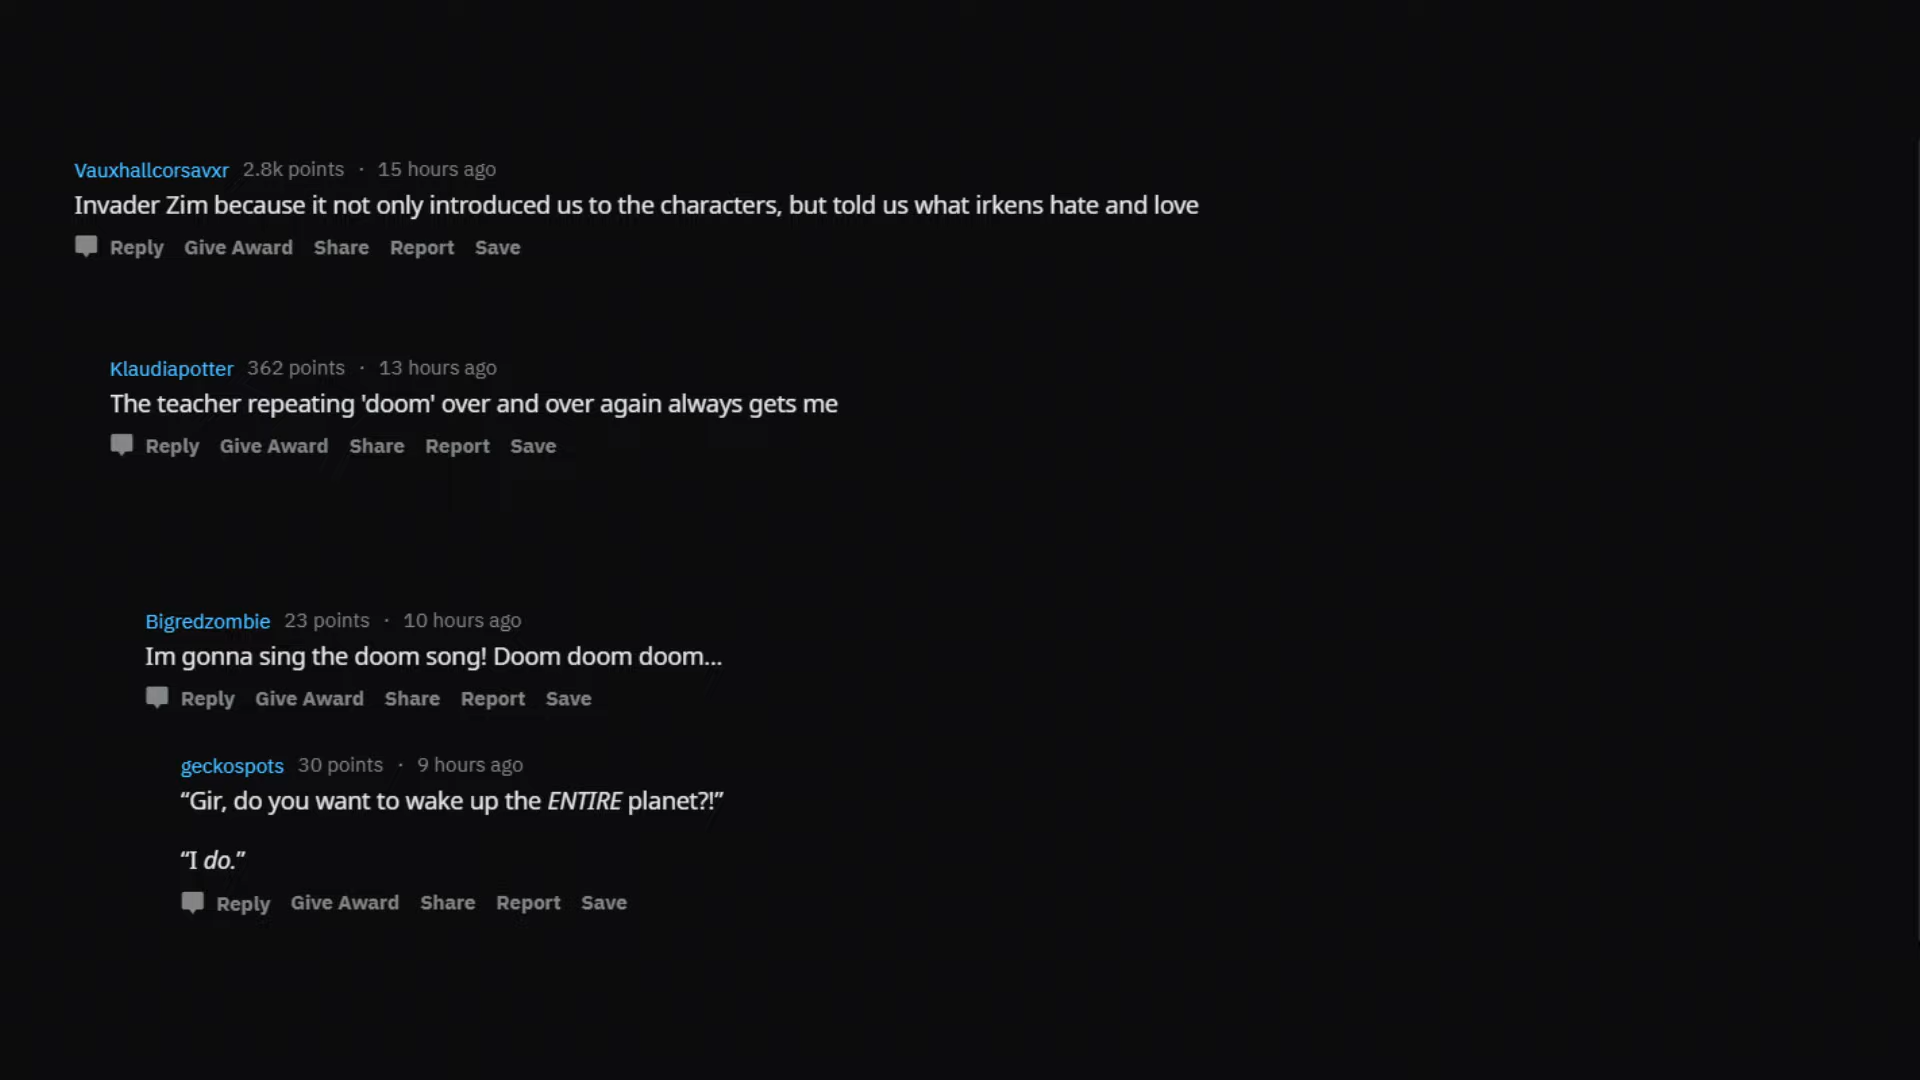 Vauxhallcorsavxr 2.8k points · 15 hours ago
Invader Zim because it not only introduced us to the characters, but told us what irkens hate and love
Reply Give Award Share Report Save
Klaudiapotter 362 points · 13 hours ago
The teacher repeating 'doom' over and over again always gets me
Reply Give Award Share Report Save
Bigredzombie 23 points · 10 hours ago
Im gonna sing the doom song! Doom doom doom...
Reply Give Award Share Report Save
geckospots 30 points · 9 hours ago
“Gir, do you want to wake up the ENTIRE planet?!”
“I do.”
Reply Give Award Share Report Save